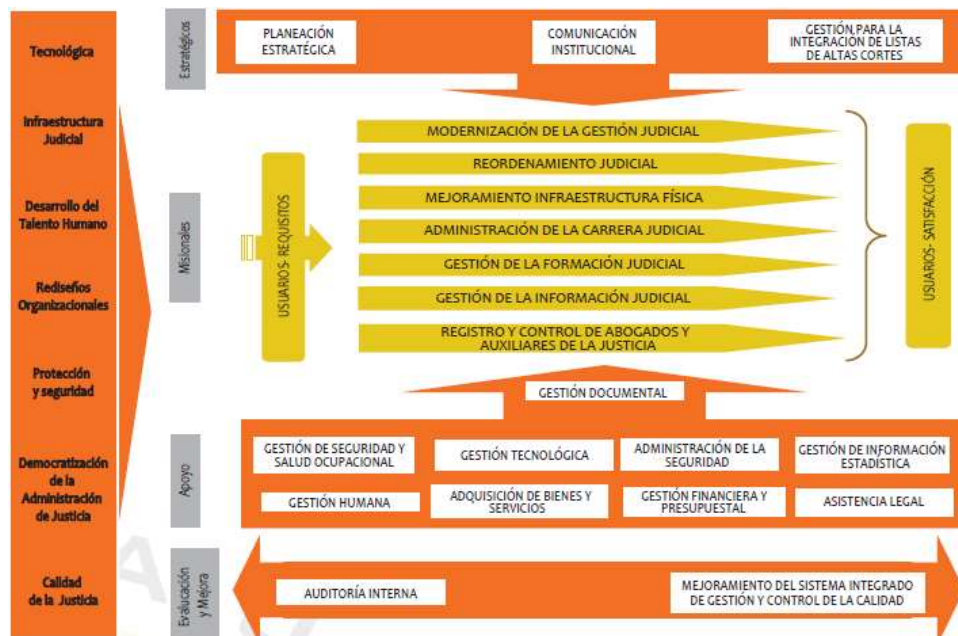 Tecnológica
Infraestructura
Judicial
Desarrollo del
Talento Humano
Rediseños
Organizacionales
Protección
y seguridad
Democratización
de la
Administración
de Justicia
Calidad
de la Justicia
Estratégicos
PLANEACIÓN
ESTRATÉGICA
COMUNICACIÓN
INSTITUCIONAL
GESTIÓN PARA LA
INTEGRACION DE LISTAS
DE ALTAS CORTES
Misionales
USUARIOS- REQUISITOS
MODERNIZACIÓN DE LA GESTIÓN JUDICIAL
REORDENAMIENTO JUDICIAL
MEJORAMIENTO INFRAESTRUCTURA FÍSICA
ADMINISTRACIÓN DE LA CARRERA JUDICIAL
GESTIÓN DE LA FORMACIÓN JUDICIAL
GESTIÓN DE LA INFORMACIÓN JUDICIAL
REGISTRO Y CONTROL DE ABOGADOS Y
AUXILIARES DE LA JUSTICIA
USUARIOS- SATISFACCIÓN
Apoyo
GESTIÓN DOCUMENTAL
GESTIÓN DE SEGURIDAD Y
SALUD OCUPACIONAL
GESTIÓN TECNOLÓGICA
ADMINISTRACIÓN DE LA
SEGURIDAD
GESTIÓN DE INFORMACIÓN
ESTADÍSTICA
GESTIÓN HUMANA
ADQUISICIÓN DE BIENES Y
SERVICIOS
GESTIÓN FINANCIERA Y
PRESUPUESTAL
ASISTENCIA LEGAL
Evalucación
y Mejora
AUDITORÍA INTERNA
MEJORAMIENTO DEL SISTEMA INTEGRADO
DE GESTIÓN Y CONTROL DE LA CALIDAD